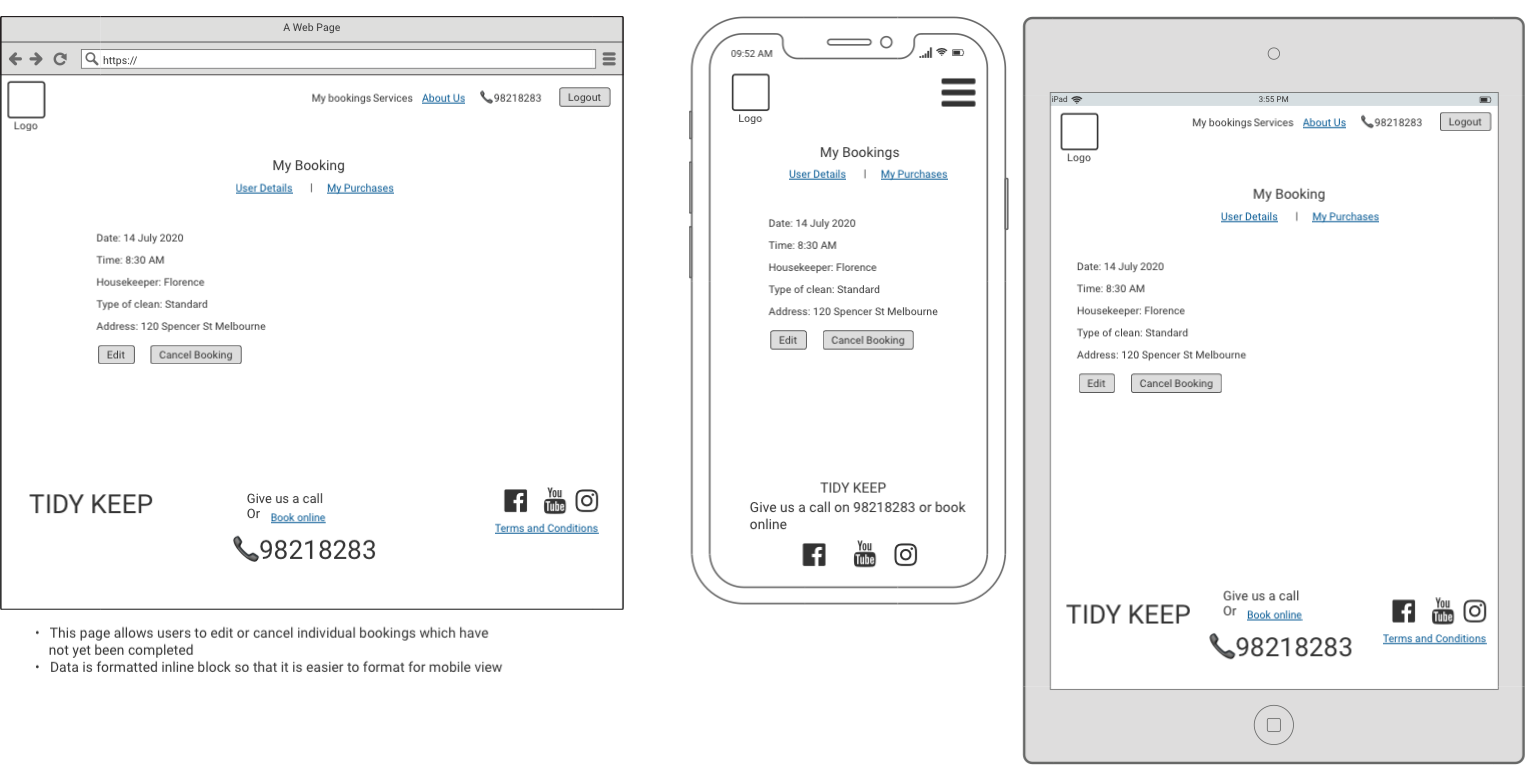 A Web Page
https://
Logo
My bookings Services About Us 98218283 Logout
My Booking
User Details | My Purchases
Date: 14 July 2020
Time: 8:30 AM
Housekeeper: Florence
Type of clean: Standard
Address: 120 Spencer St Melbourne
Edit Cancel Booking
TIDY KEEP
Give us a call
Or Book online
98218283
You Tube
Terms and Conditions
• This page allows users to edit or cancel individual bookings which have
not yet been completed
• Data is formatted inline block so that it is easier to format for mobile view
09:52 AM
Logo
My Bookings
User Details | My Purchases
Date: 14 July 2020
Time: 8:30 AM
Housekeeper: Florence
Type of clean: Standard
Address: 120 Spencer St Melbourne
Edit Cancel Booking
TIDY KEEP
Give us a call on 98218283 or book
online
You Tube
iPad 3:55 PM
Logo
My bookings Services About Us 98218283 Logout
My Booking
User Details | My Purchases
Date: 14 July 2020
Time: 8:30 AM
Housekeeper: Florence
Type of clean: Standard
Address: 120 Spencer St Melbourne
Edit Cancel Booking
TIDY KEEP
Give us a call
Or Book online
98218283
You Tube
Terms and Conditions